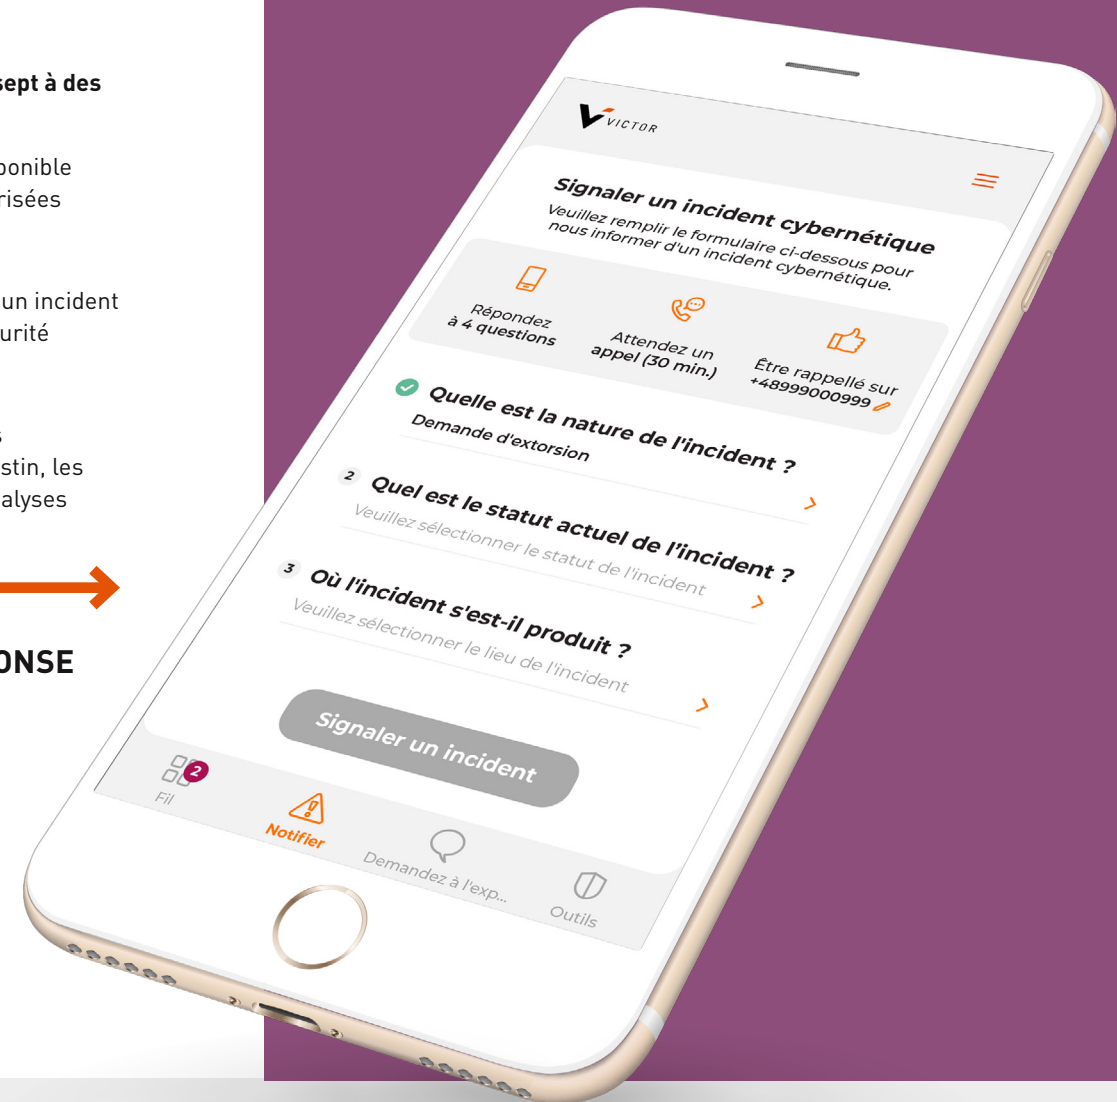 sept à des
ponible
risées
un incident
urité
s
stin, les
alyses
ONSE
VICTOR
Signaler un incident cybernétique
Veuillez remplir le formulaire ci-dessous pour
nous informer d'un incident cybernétique.
Répondez
à 4 questions
Attendez un
appel (30 min.)
Être rappellé sur
+48999000999
Quelle est la nature de l'incident ?
Demande d'extorsion
2 Quel est le statut actuel de l'incident ?
Veuillez sélectionner le statut de l'incident
3 Où l'incident s'est-il produit ?
Veuillez sélectionner le lieu de l'incident
Signaler un incident
2
Fil
Notifier
Demandez à l'exp...
Outils